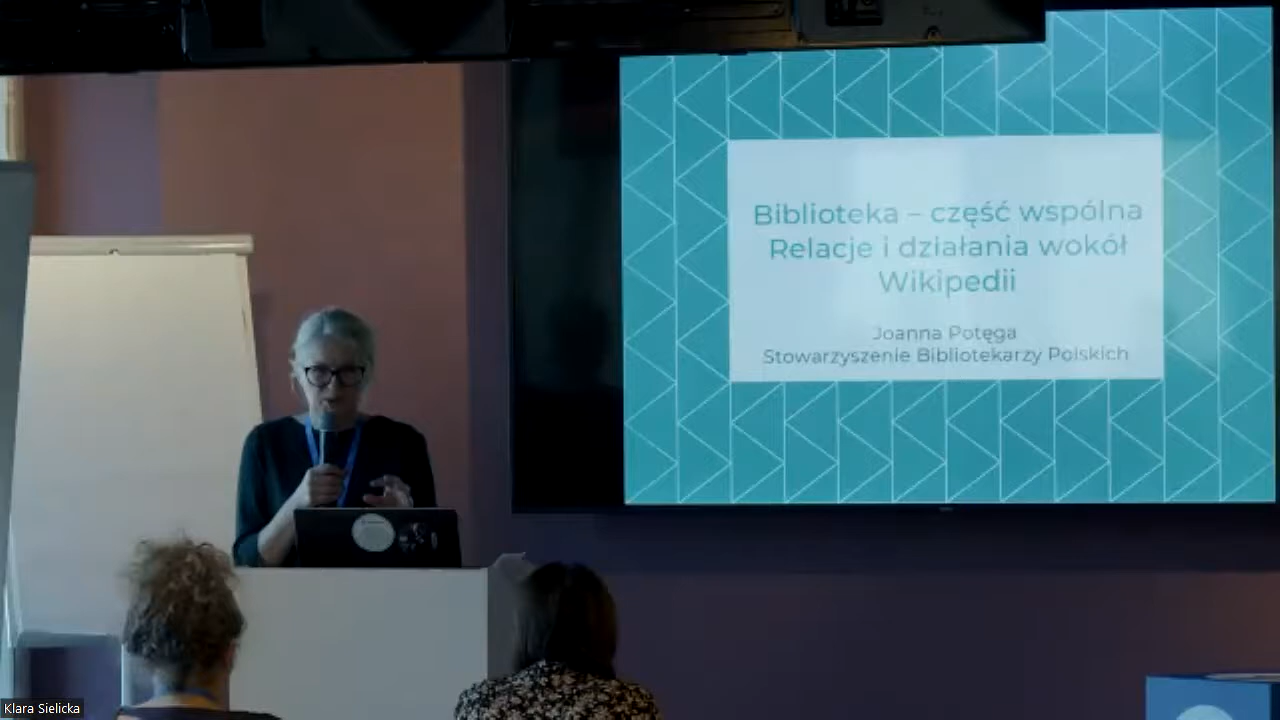 Biblioteka – część wspólna
Relacje i działania wokół
Wikipedii
Joanna Potęga
Stowarzyszenie Bibliotekarzy Polskich
Klara Sielicka